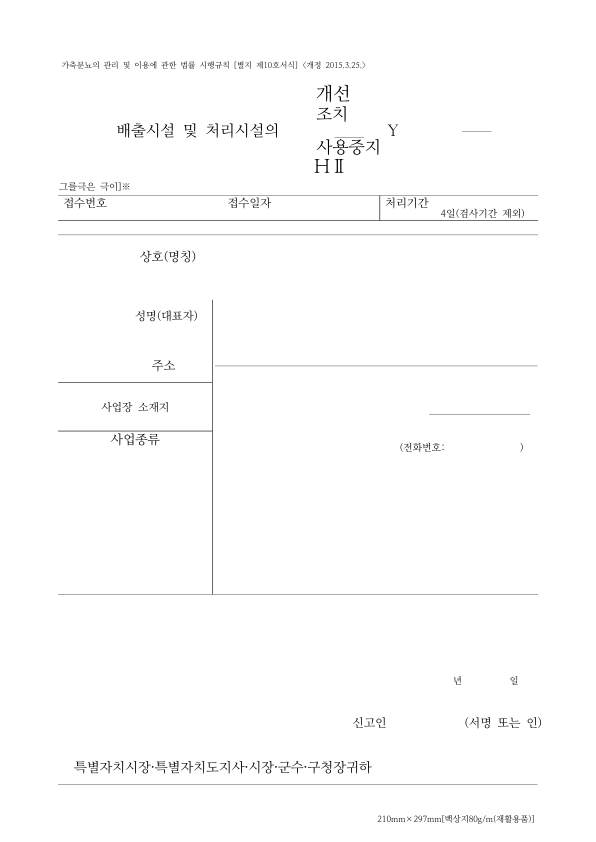 가축분뇨의 관리 및 이용에 관한 법률 시행규칙 [별지 제10호서식] <개정 2015.3.25.>
개선
조치
배출시설 및 처리시설의
Y
사용중지
HⅡ
그를극은 극이]※
접수번호 접수일자 처리기간
4일(검사기간 제외)
상호(명칭)
성명(대표자)
주소
사업장 소재지
사업종류
(전화번호: )
년 일
신고인 (서명 또는 인)
특별자치시장·특별자치도지사·시장·군수·구청장귀하
210mm×297mm[백상지80g/m(재활용품)]